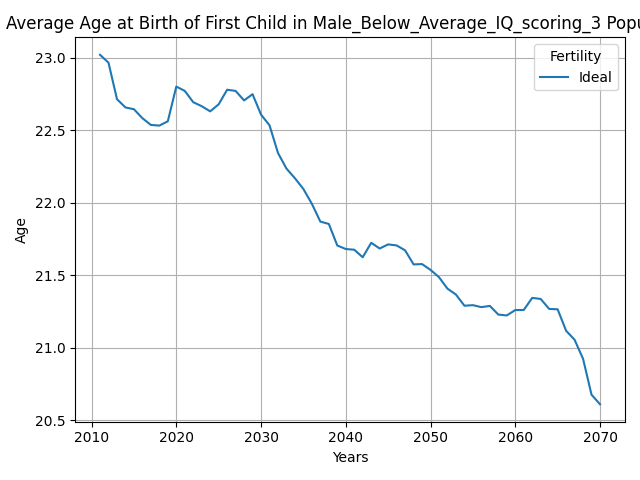 Average Age at Birth of First Child in Male_Below_Average_IQ_scoring_3 Popu
23.0
22.5
22.0
21.5
21.0
20.5
Age
Fertility
Ideal
2010 2020 2030 2040 2050 2060 2070
Years